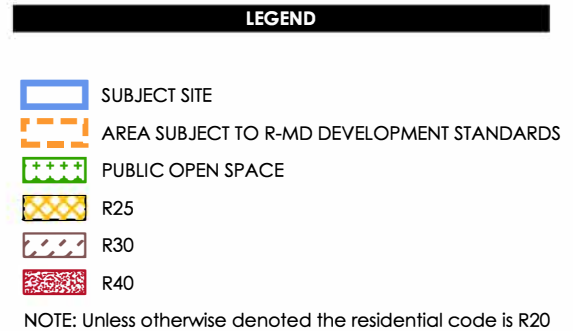 LEGEND
SUBJECT SITE
AREA SUBJECT TO R-MD DEVELOPMENT STANDARDS
PUBLIC OPEN SPACE
R25
R30
R40
NOTE: Unless otherwise denoted the residential code is R20